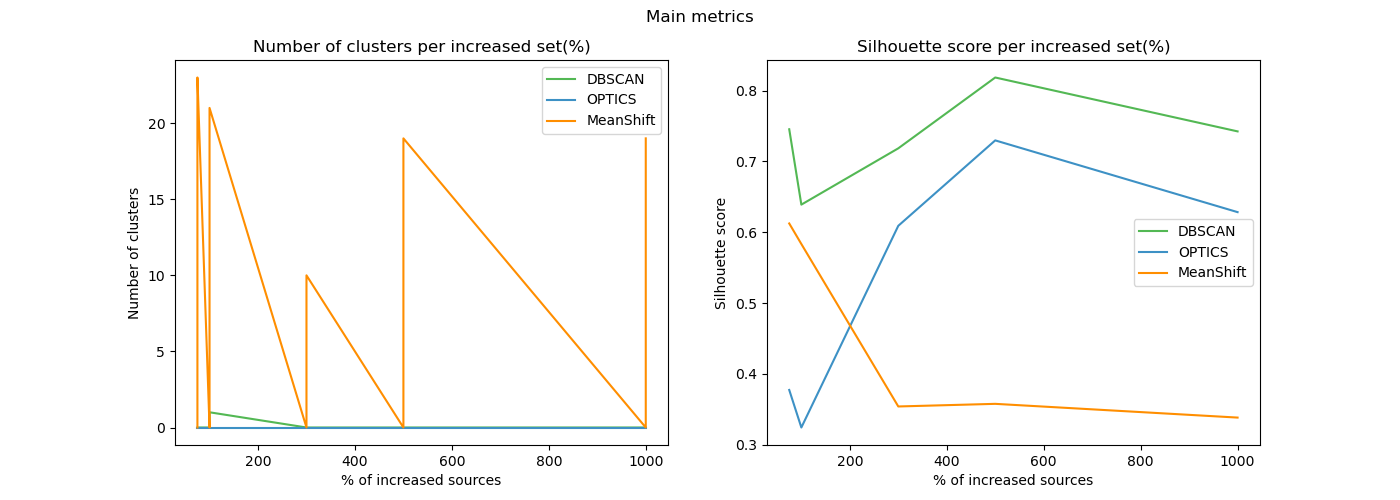 Main metrics
Number of clusters per increased set(%)
Number of clusters
20
15
10
5
0
200
400
600
800
1000
% of increased sources
DBSCAN
OPTICS
MeanShift
Silhouette score per increased set(%)
Silhouette score
0.8
0.7
0.6
0.5
0.4
0.3
200
400
600
800
1000
% of increased sources
DBSCAN
OPTICS
MeanShift